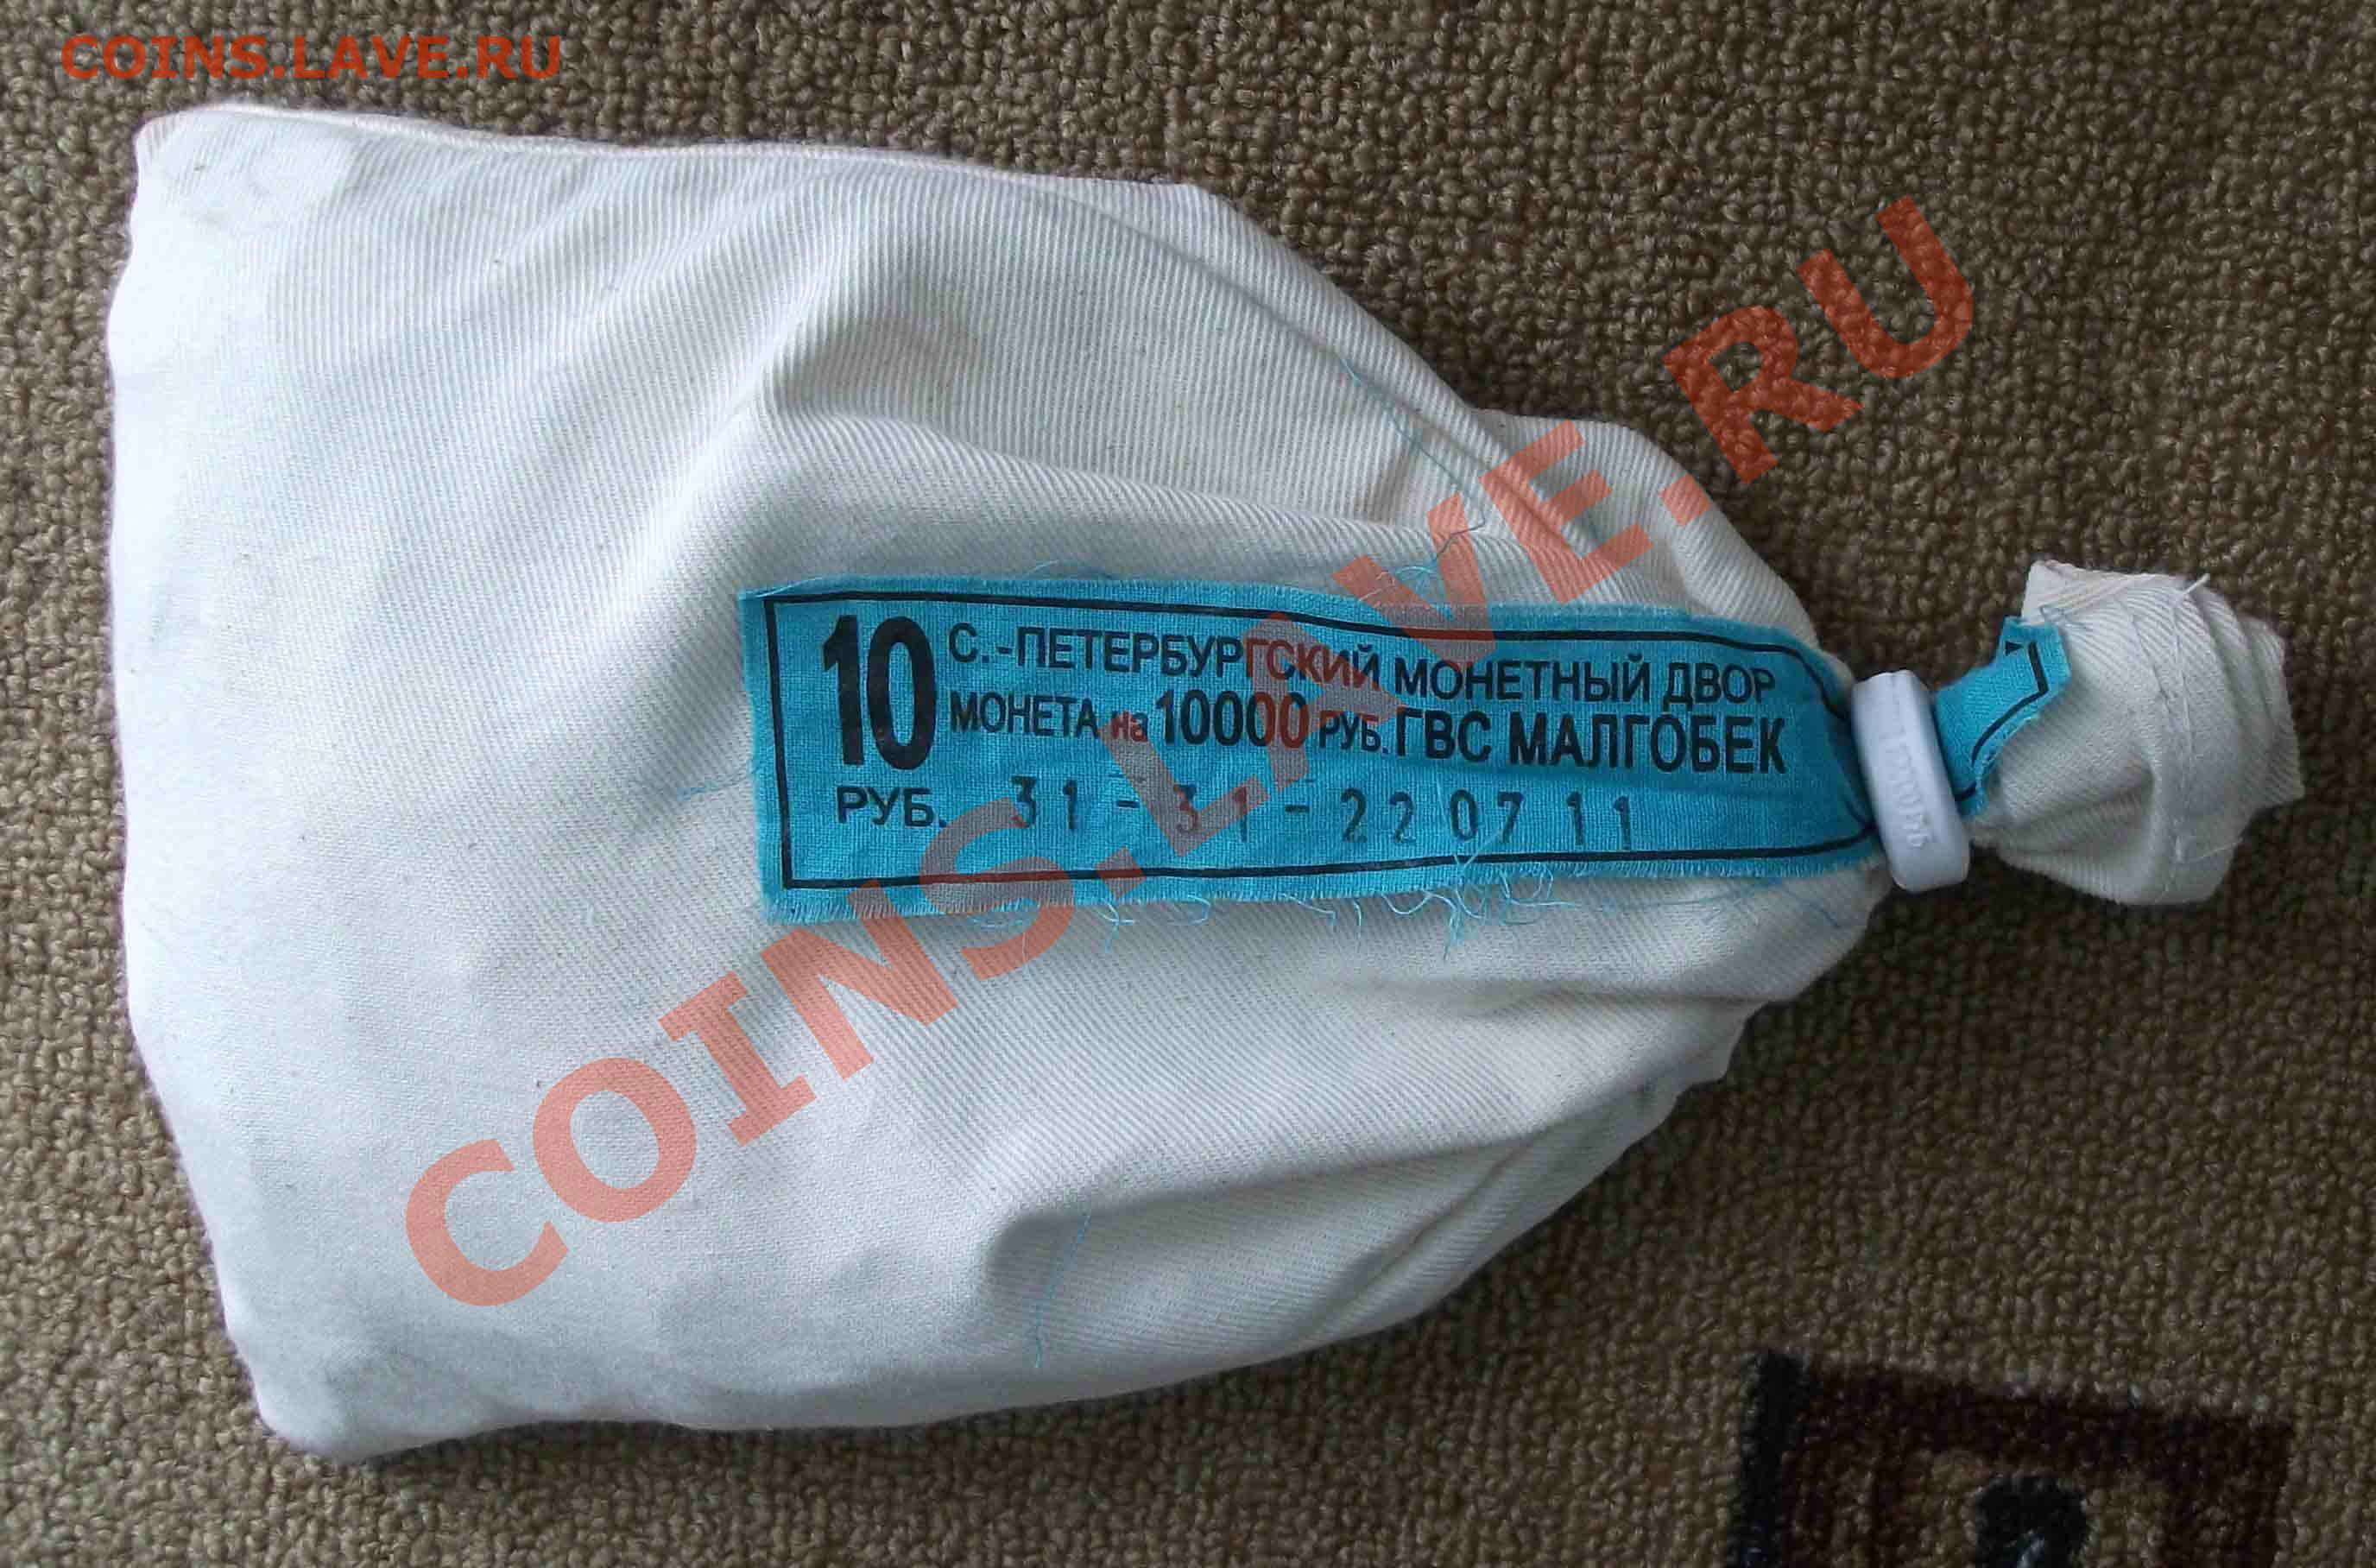 COINS.LAVE.RU
10 С.-ПЕТЕРБУРГСКИЙ МОНЕТНЫЙ ДВОР
МОНЕТА на 10000 РУБ. ГВС МАЛГОБЕК
РУБ. 31-31-220711
COINS.LAVE.RU